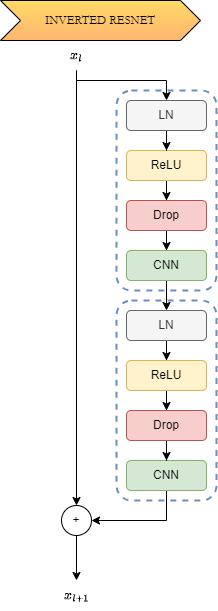 INVERTED RESNET
x_l
LN
ReLU
Drop
CNN
LN
ReLU
Drop
CNN
+
x_{l+1}